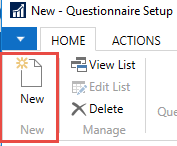 New - Questionnaire Setup
HOME ACTIONS
New
New
View List
Edit List
Delete
Manage
Que